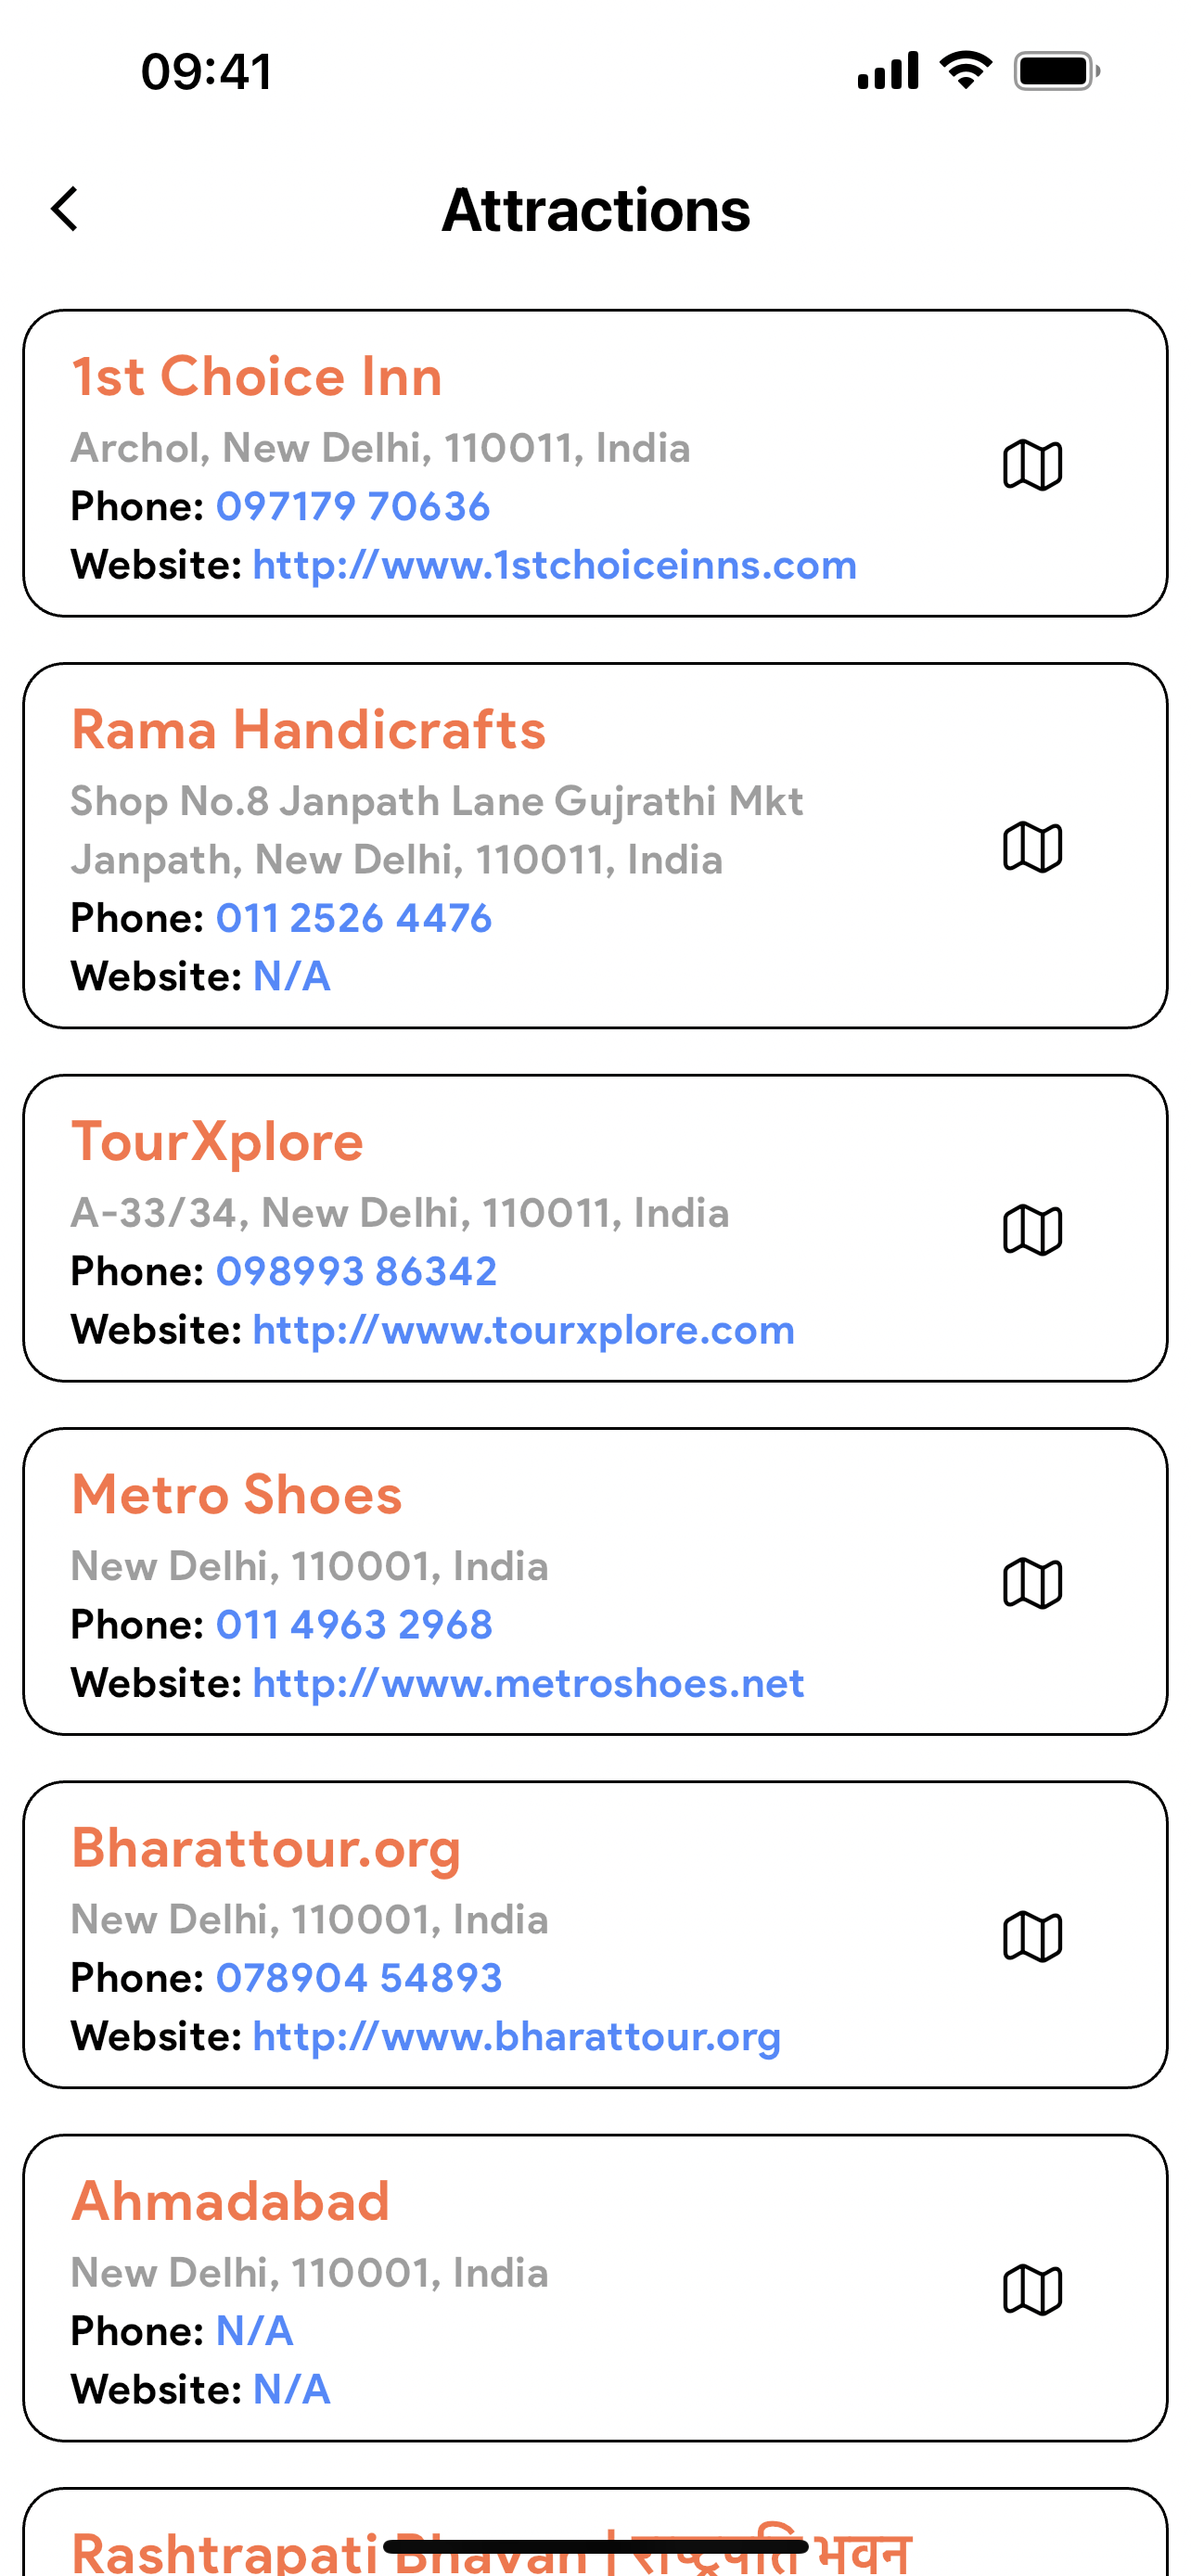 09:41
Attractions
1st Choice Inn
Archol, New Delhi, 110011, India
Phone: 097179 70636
Website: http://www.1stchoiceinns.com
Rama Handicrafts
Shop No.8 Janpath Lane Gujrathi Mkt
Janpath, New Delhi, 110011, India
Phone: 011 2526 4476
Website: N/A
TourXplore
A-33/34, New Delhi, 110011, India
Phone: 098993 86342
Website: http://www.tourxplore.com
Metro Shoes
New Delhi, 110001, India
Phone: 011 4963 2968
Website: http://www.metroshoes.net
Bharattour.org
New Delhi, 110001, India
Phone: 078904 54893
Website: http://www.bharattour.org
Ahmadabad
New Delhi, 110001, India
Phone: N/A
Website: N/A
Rashtrapati Bhavan | राष्ट्रपति भवन